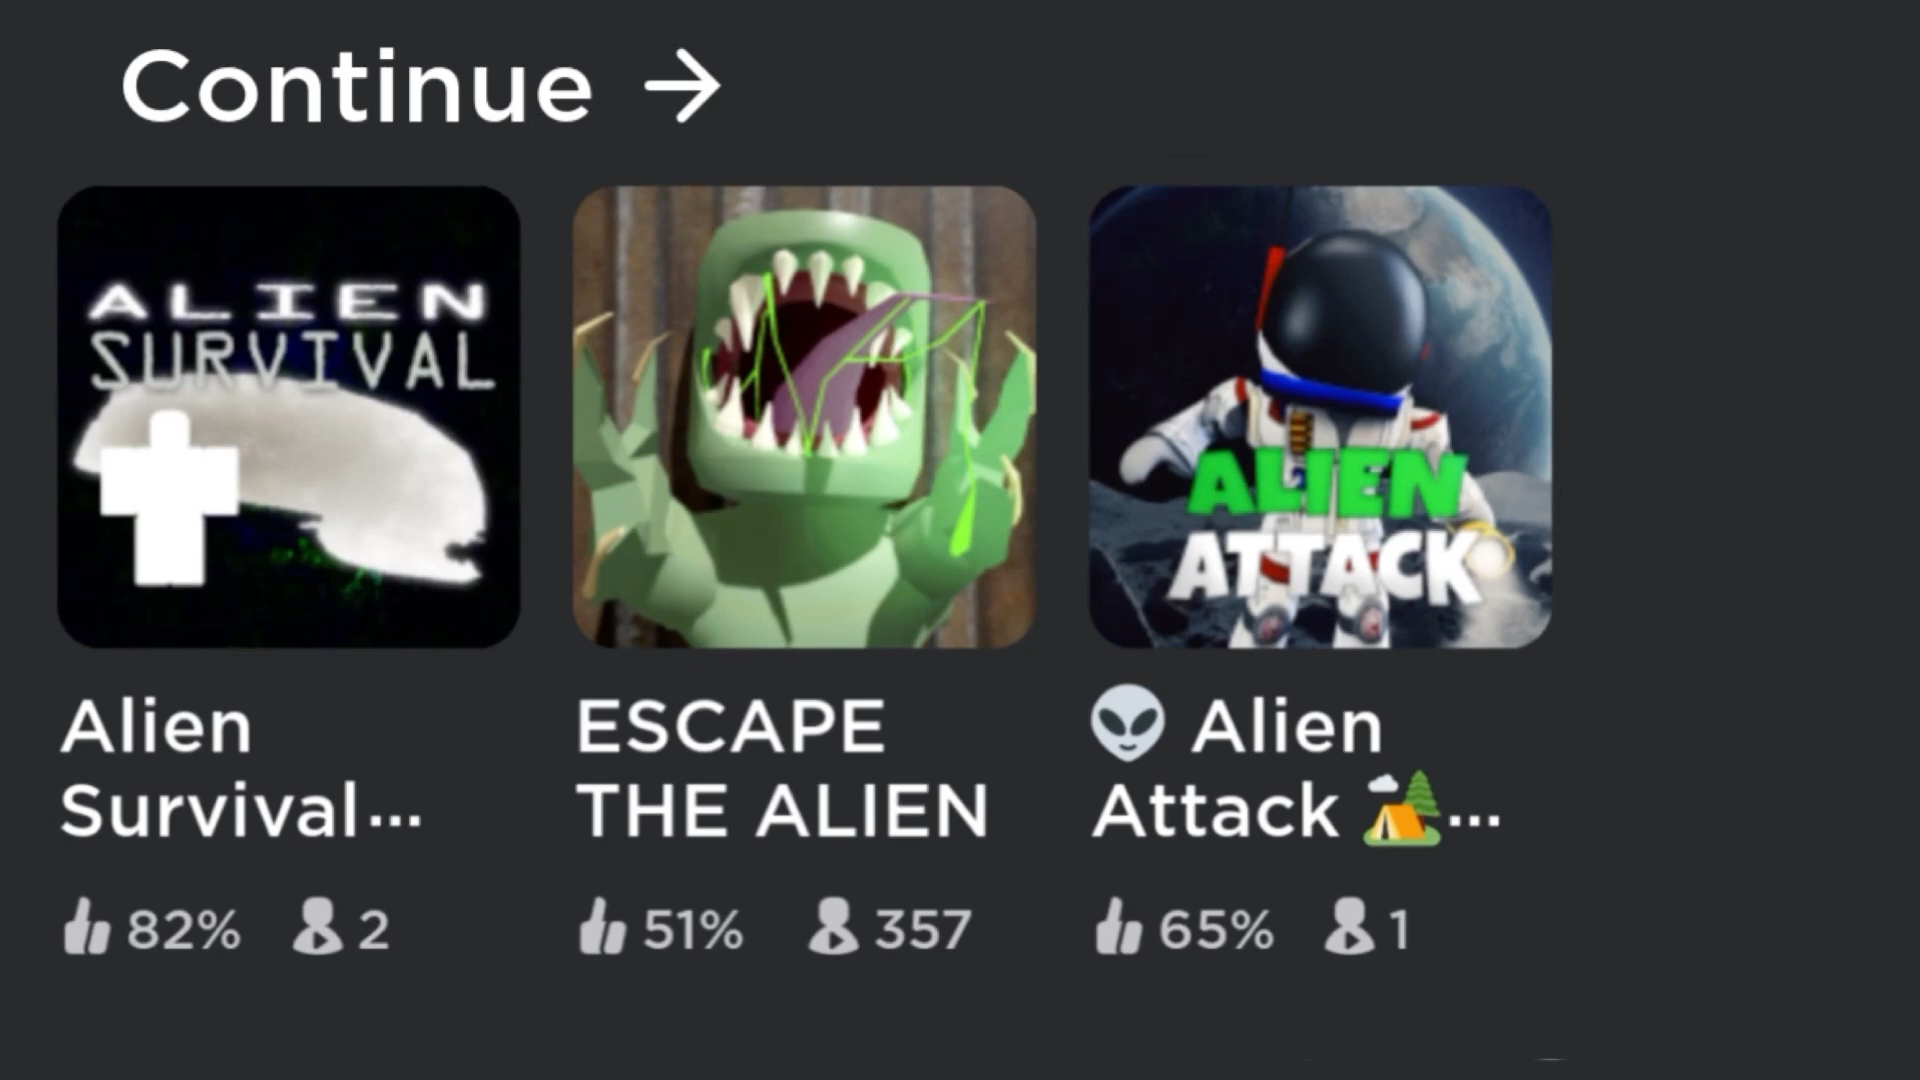 Continue →
ALIEN
SURVIVAL
ALIEN
ATTACK
Alien
Survival...
ESCAPE
THE ALIEN
👽 Alien
Attack 🏕️...
82% 2
51% 357
65% 1